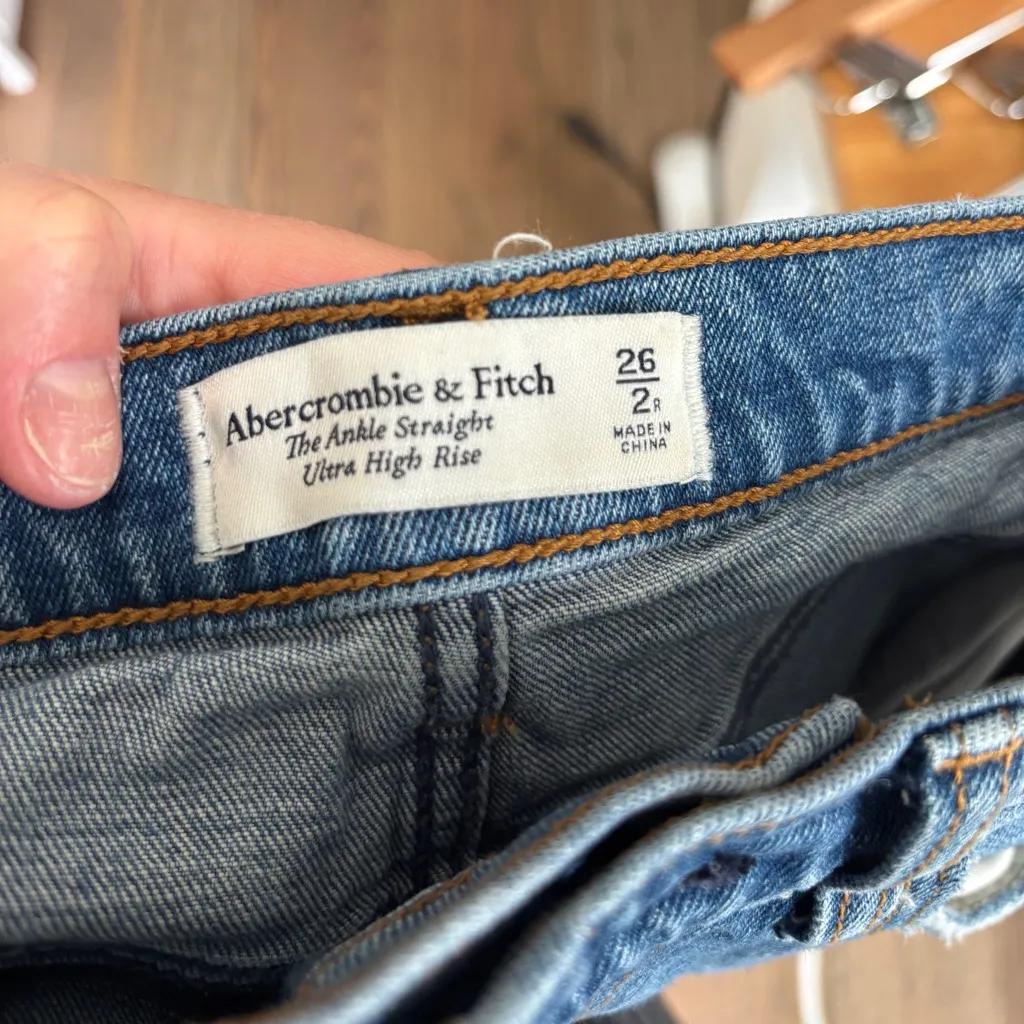 Abercrombie & Fitch
The Ankle Straight
Ultra High Rise
26
2R
MADE IN
CHINA